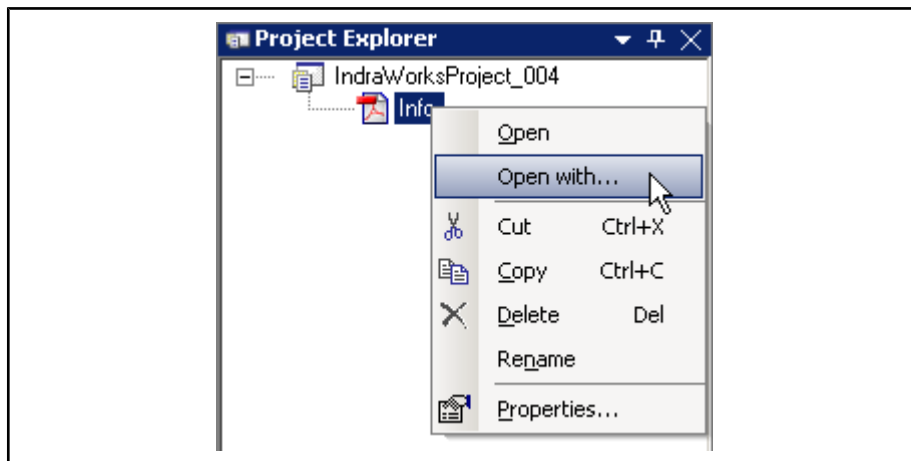 Project Explorer
IndraWorksProject_004
Info
Open
Open with...
Cut Ctrl+X
Copy Ctrl+C
Delete Del
Rename
Properties...